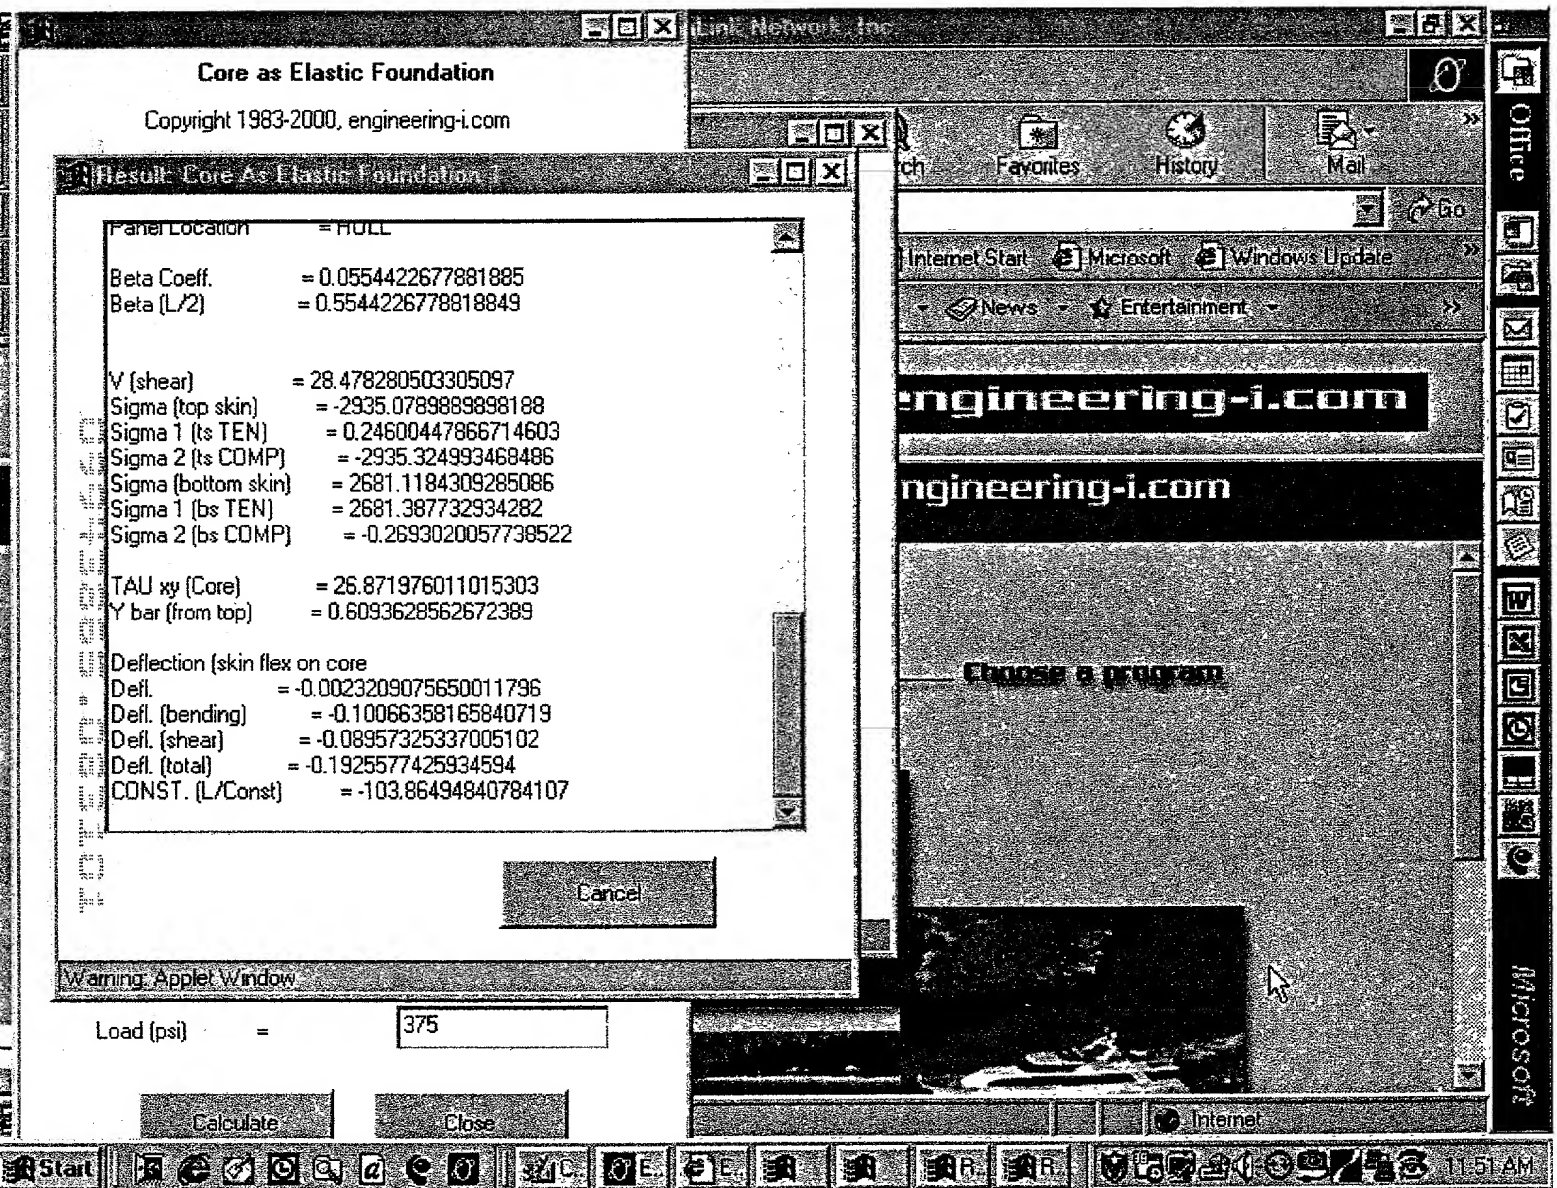 Link Network, Inc.
Core as Elastic Foundation
Copyright 1983-2000, engineering-i.com
Result: Core As Elastic Foundation
Panel Location = HULL
Beta Coeff. = 0.0554422677881885
Beta (L/2) = 0.5544226778818849
V (shear) = 28.478280503305097
Sigma (top skin) = -2935.0789889898188
Sigma 1 (ts TEN) = 0.24600447866714603
Sigma 2 (ts COMP) = -2935.324993468486
Sigma (bottom skin) = 2681.1184309285086
Sigma 1 (bs TEN) = 2681.387732934282
Sigma 2 (bs COMP) = -0.2693020057738522
TAU xy (Core) = 26.871976011015303
Y bar (from top) = 0.6093628562672389
Deflection (skin flex on core
Defl. = -0.0023209075650011796
Defl. (bending) = -0.10066358165840719
Defl. (shear) = -0.08957325337005102
Defl. (total) = -0.1925577425934594
CONST. (L/Const) = -103.86494840784107
Cancel
Warning: Applet Window
Load (psi) = 375
Calculate Close
ch Favorites History Mail
Go
Internet Start Microsoft Windows Update
News Entertainment
engineering-i.com
ngineering-i.com
Choose a program
Internet
Office
Microsoft
Start C.. E.. E.. R.. R.. 11:51 AM